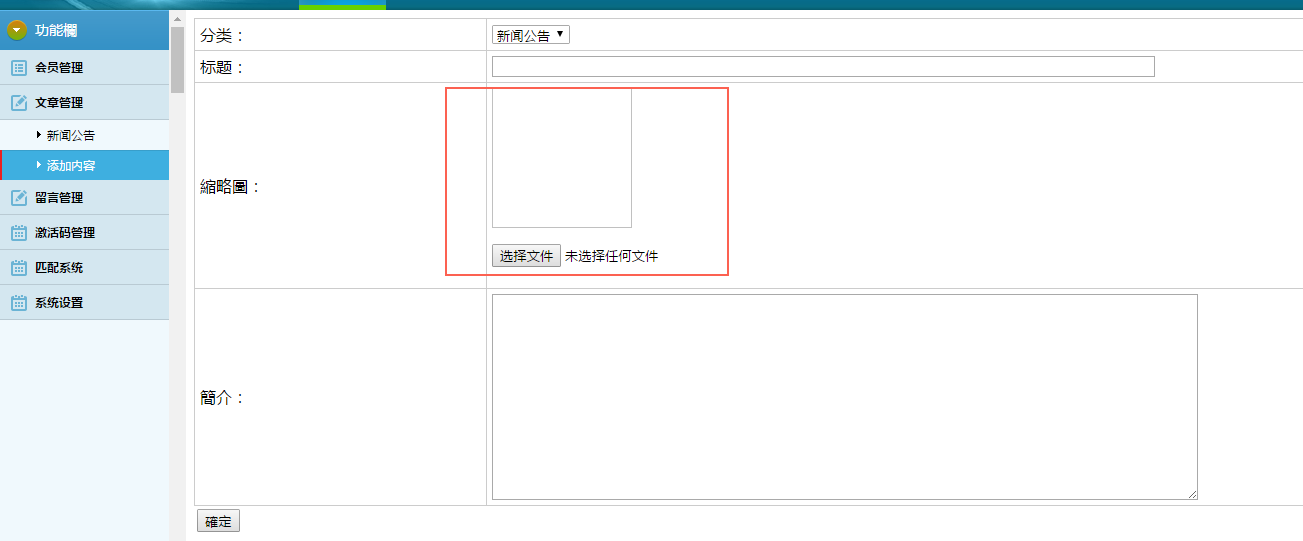 功能欄
会员管理
文章管理
新闻公告
添加内容
留言管理
激活码管理
匹配系统
系统设置
分类：
新闻公告
标题：
縮略圖：
选择文件 未选择任何文件
簡介：
確定